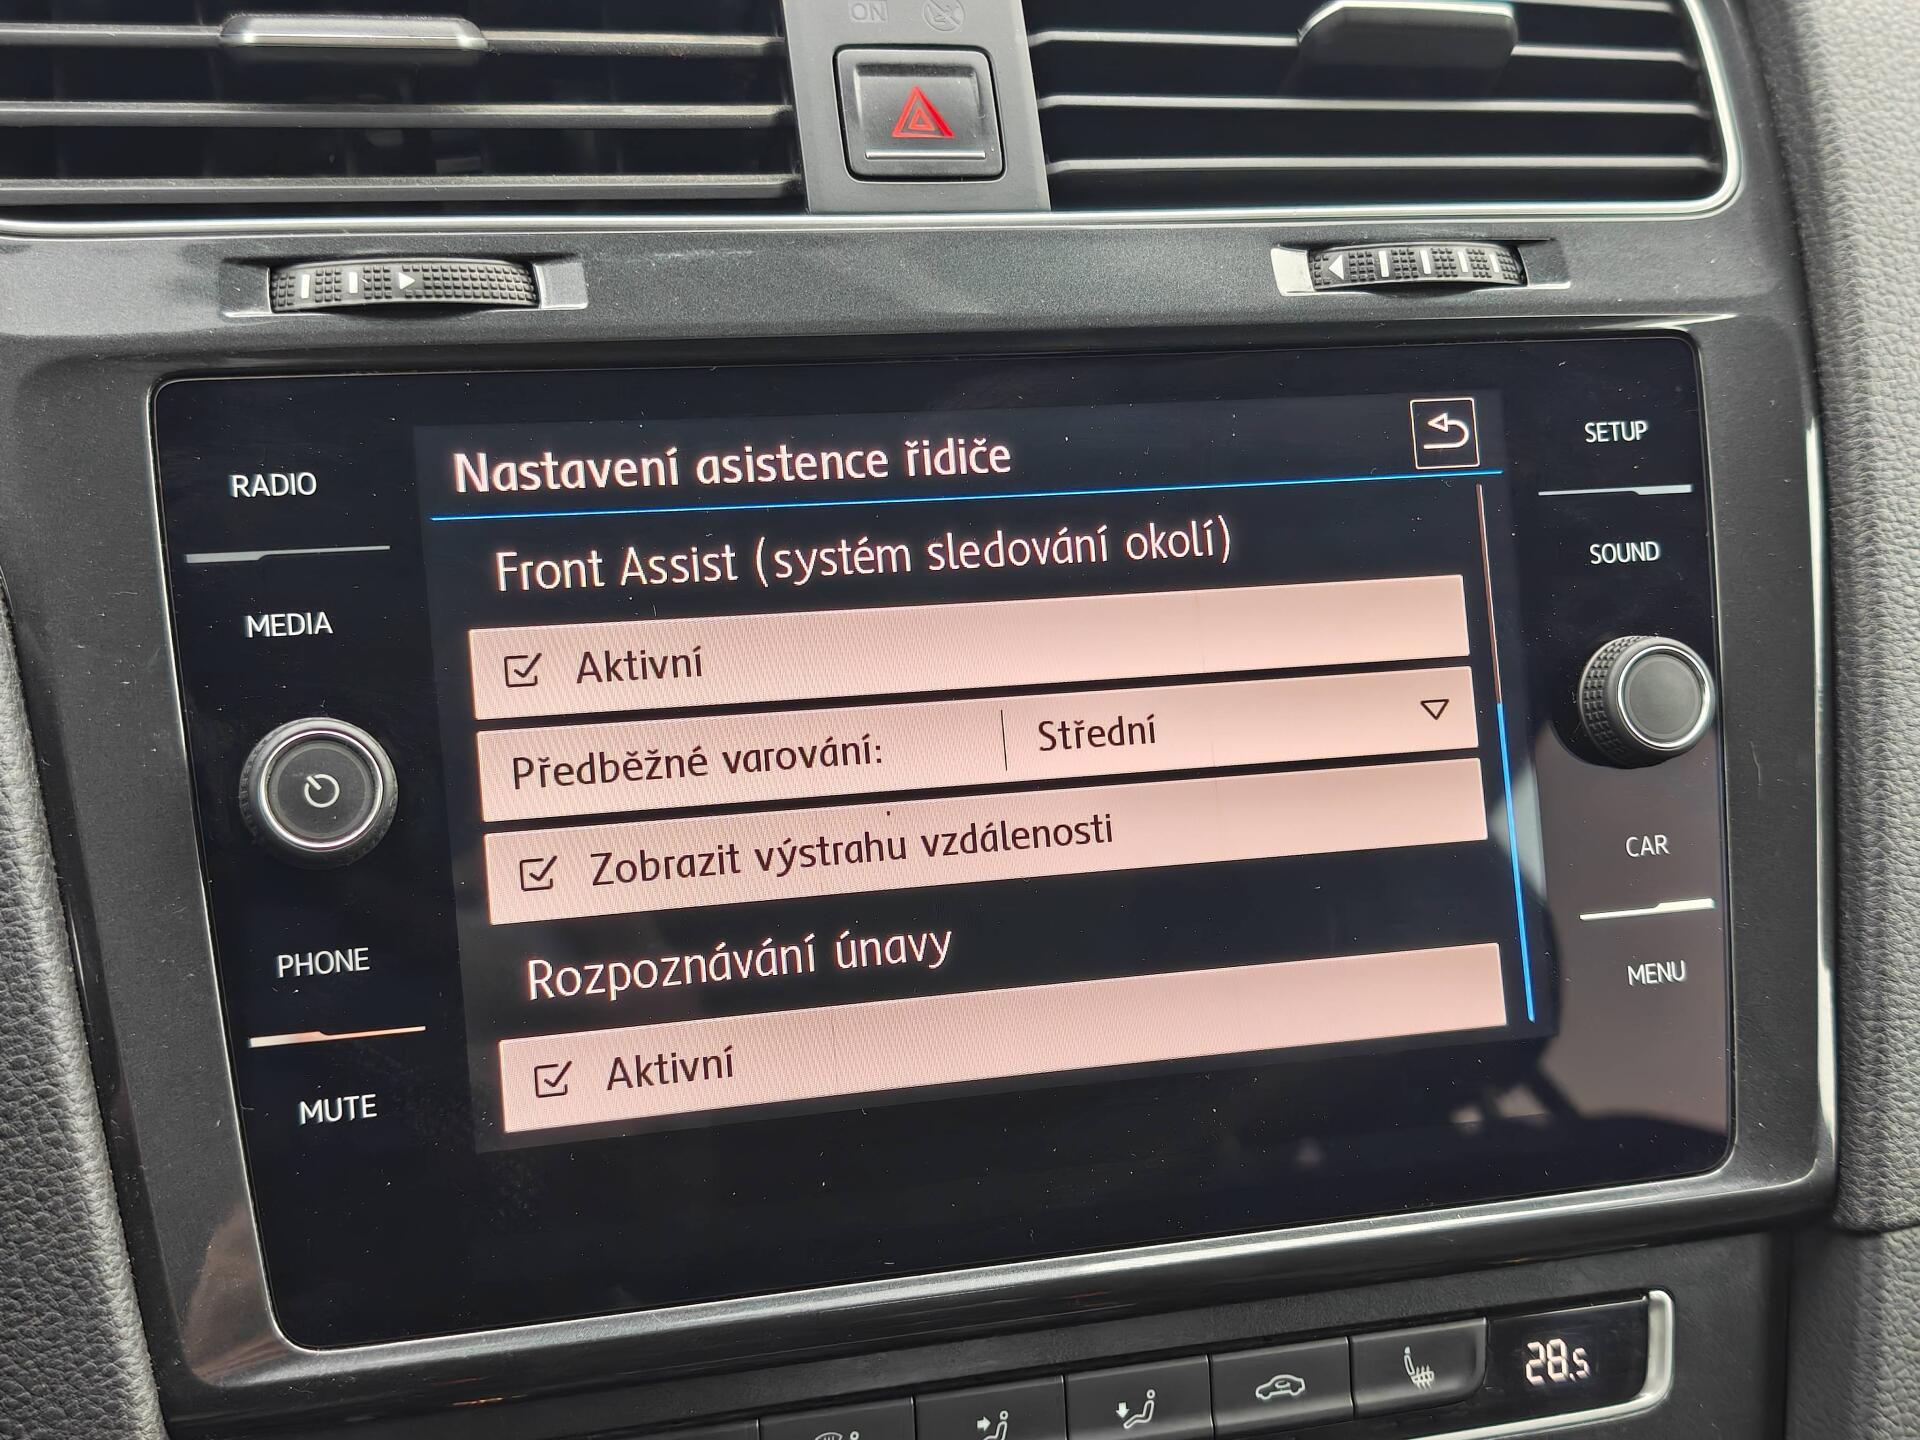 ON
RADIO
MEDIA
PHONE
MUTE
Nastavení asistence řidiče
Front Assist (systém sledování okolí)
Aktivní
Předběžné varování: Střední
Zobrazit výstrahu vzdálenosti
Rozpoznávání únavy
Aktivní
SETUP
SOUND
CAR
MENU
28.5